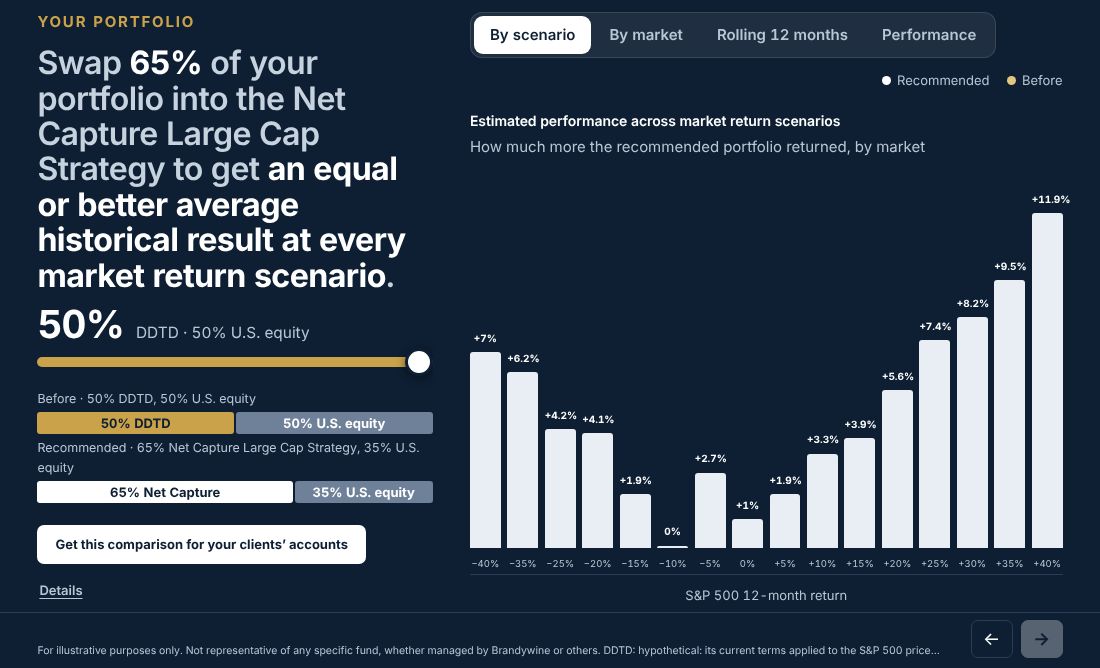 YOUR PORTFOLIO
Swap 65% of your
portfolio into the Net
Capture Large Cap
Strategy to get an equal
or better average
historical result at every
market return scenario.
50% DDTD · 50% U.S. equity
Before · 50% DDTD, 50% U.S. equity
50% DDTD 50% U.S. equity
Recommended · 65% Net Capture Large Cap Strategy, 35% U.S.
equity
65% Net Capture 35% U.S. equity
Get this comparison for your clients’ accounts
Details
By scenario By market Rolling 12 months Performance
Recommended Before
Estimated performance across market return scenarios
How much more the recommended portfolio returned, by market
+7% +6.2% +4.2% +4.1% +1.9% 0% +2.7% +1% +1.9% +3.3% +3.9% +5.6% +7.4% +8.2% +9.5% +11.9%
−40% −35% −25% −20% −15% −10% −5% 0% +5% +10% +15% +20% +25% +30% +35% +40%
S&P 500 12-month return
For illustrative purposes only. Not representative of any specific fund, whether managed by Brandywine or others. DDTD: hypothetical: its current terms applied to the S&P 500 price…